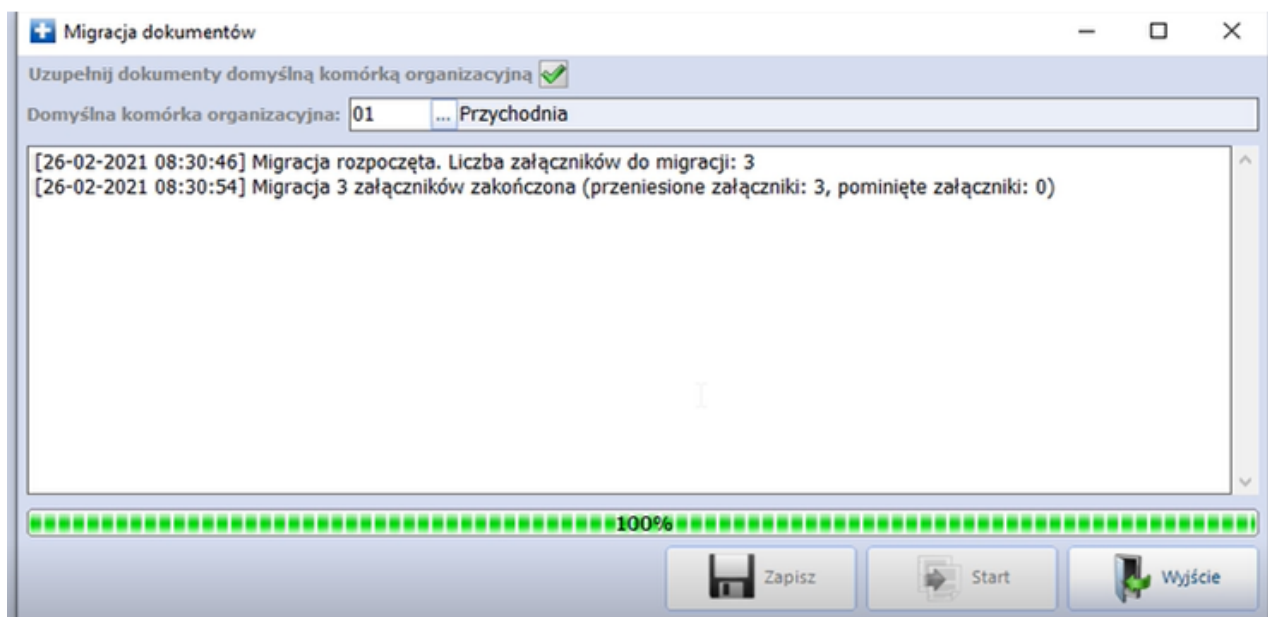 Migracja dokumentów
Uzupełnij dokumenty domyślną komórką organizacyjną
Domyślna komórka organizacyjna: 01 ... Przychodnia
[26-02-2021 08:30:46] Migracja rozpoczęta. Liczba załączników do migracji: 3
[26-02-2021 08:30:54] Migracja 3 załączników zakończona (przeniesione załączniki: 3, pominięte załączniki: 0)
100%
Zapisz Start Wyjście